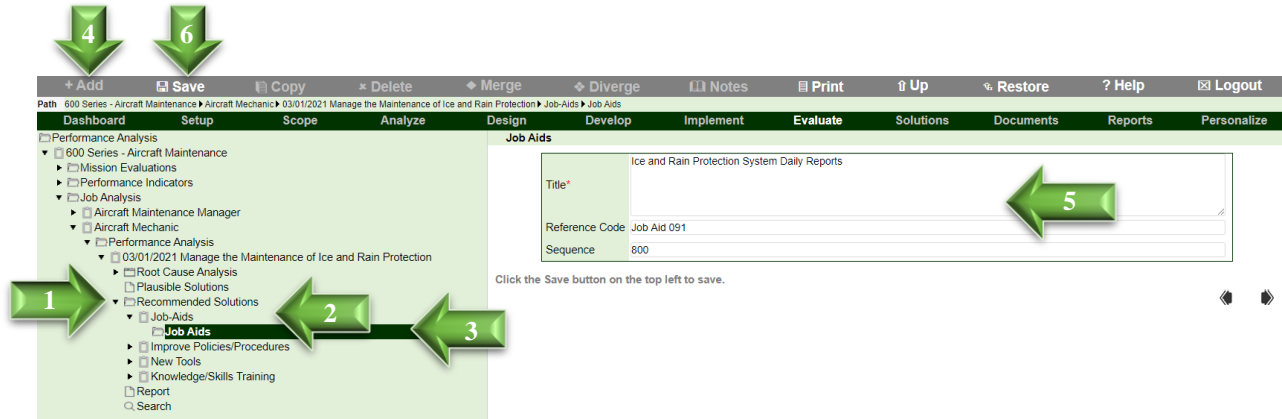 4 6
+ Add Save Copy × Delete Merge Diverge Notes Print Up Restore ? Help Logout
Path 600 Series - Aircraft Maintenance Aircraft Mechanic 03/01/2021 Manage the Maintenance of Ice and Rain Protection Job-Aids Job Aids
Dashboard Setup Scope Analyze Design Develop Implement Evaluate Solutions Documents Reports Personalize
Performance Analysis
600 Series - Aircraft Maintenance
Mission Evaluations
Performance Indicators
Job Analysis
Aircraft Maintenance Manager
Aircraft Mechanic
Performance Analysis
03/01/2021 Manage the Maintenance of Ice and Rain Protection
Root Cause Analysis
Plausible Solutions
1 Recommended Solutions
Job-Aids 2
Job Aids 3
Improve Policies/Procedures
New Tools
Knowledge/Skills Training
Report
Search
Job Aids
Ice and Rain Protection System Daily Reports
Title* 5
Reference Code Job Aid 091
Sequence 800
Click the Save button on the top left to save.